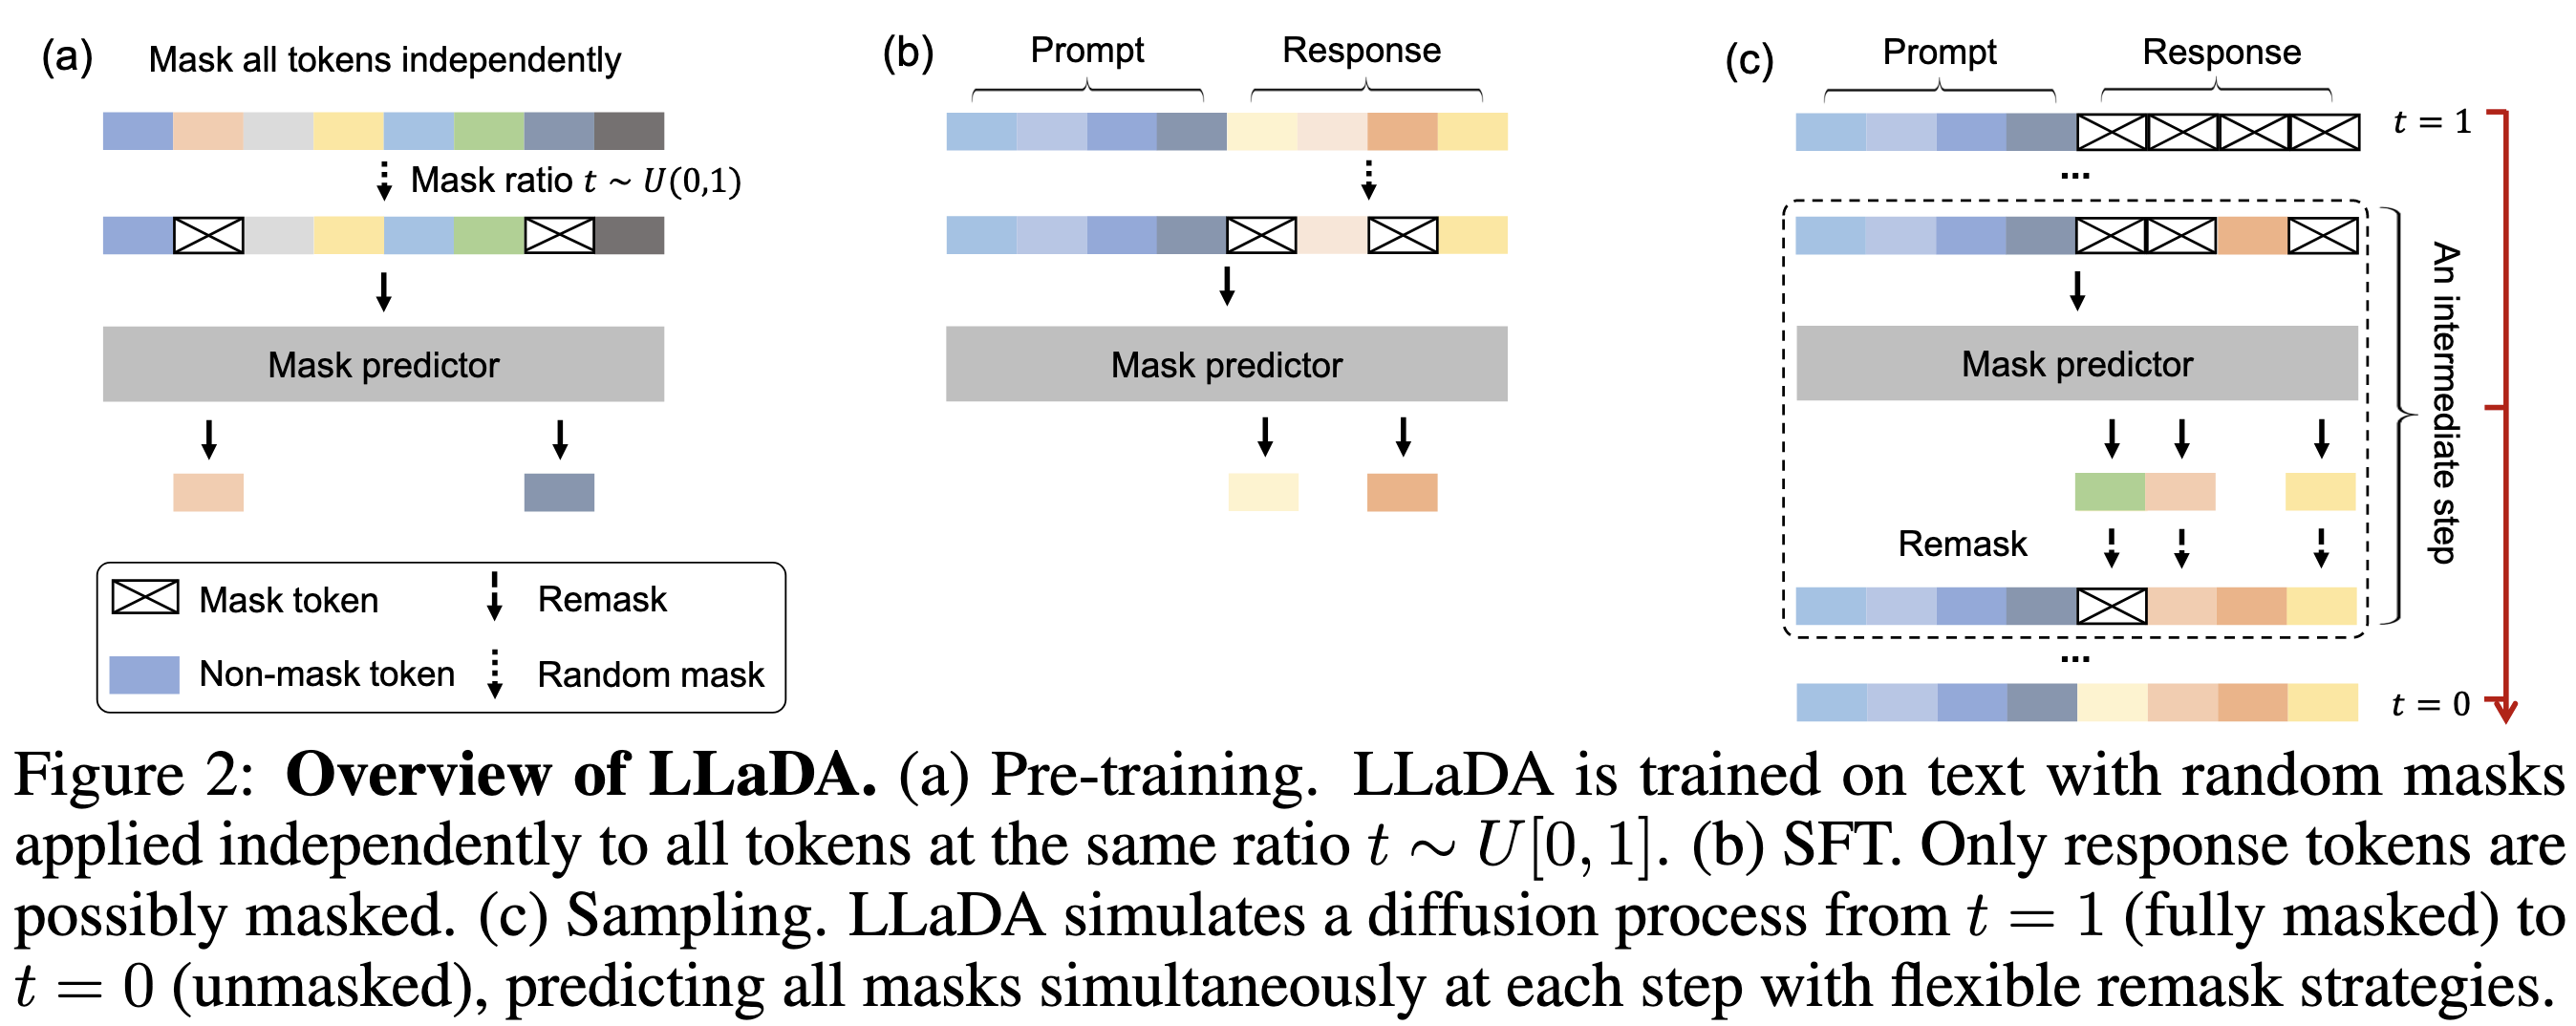 (a)
Mask all tokens independently
Mask ratio t ~ U(0,1)
Mask predictor
Mask token
Remask
Non-mask token
Random mask
(b)
Prompt
Response
Mask predictor
(c)
Prompt
Response
t = 1
...
Mask predictor
Remask
An intermediate step
...
t = 0
Figure 2: Overview of LLaDA. (a) Pre-training. LLaDA is trained on text with random masks
applied independently to all tokens at the same ratio t ∼ U[0, 1]. (b) SFT. Only response tokens are
possibly masked. (c) Sampling. LLaDA simulates a diffusion process from t = 1 (fully masked) to
t = 0 (unmasked), predicting all masks simultaneously at each step with flexible remask strategies.